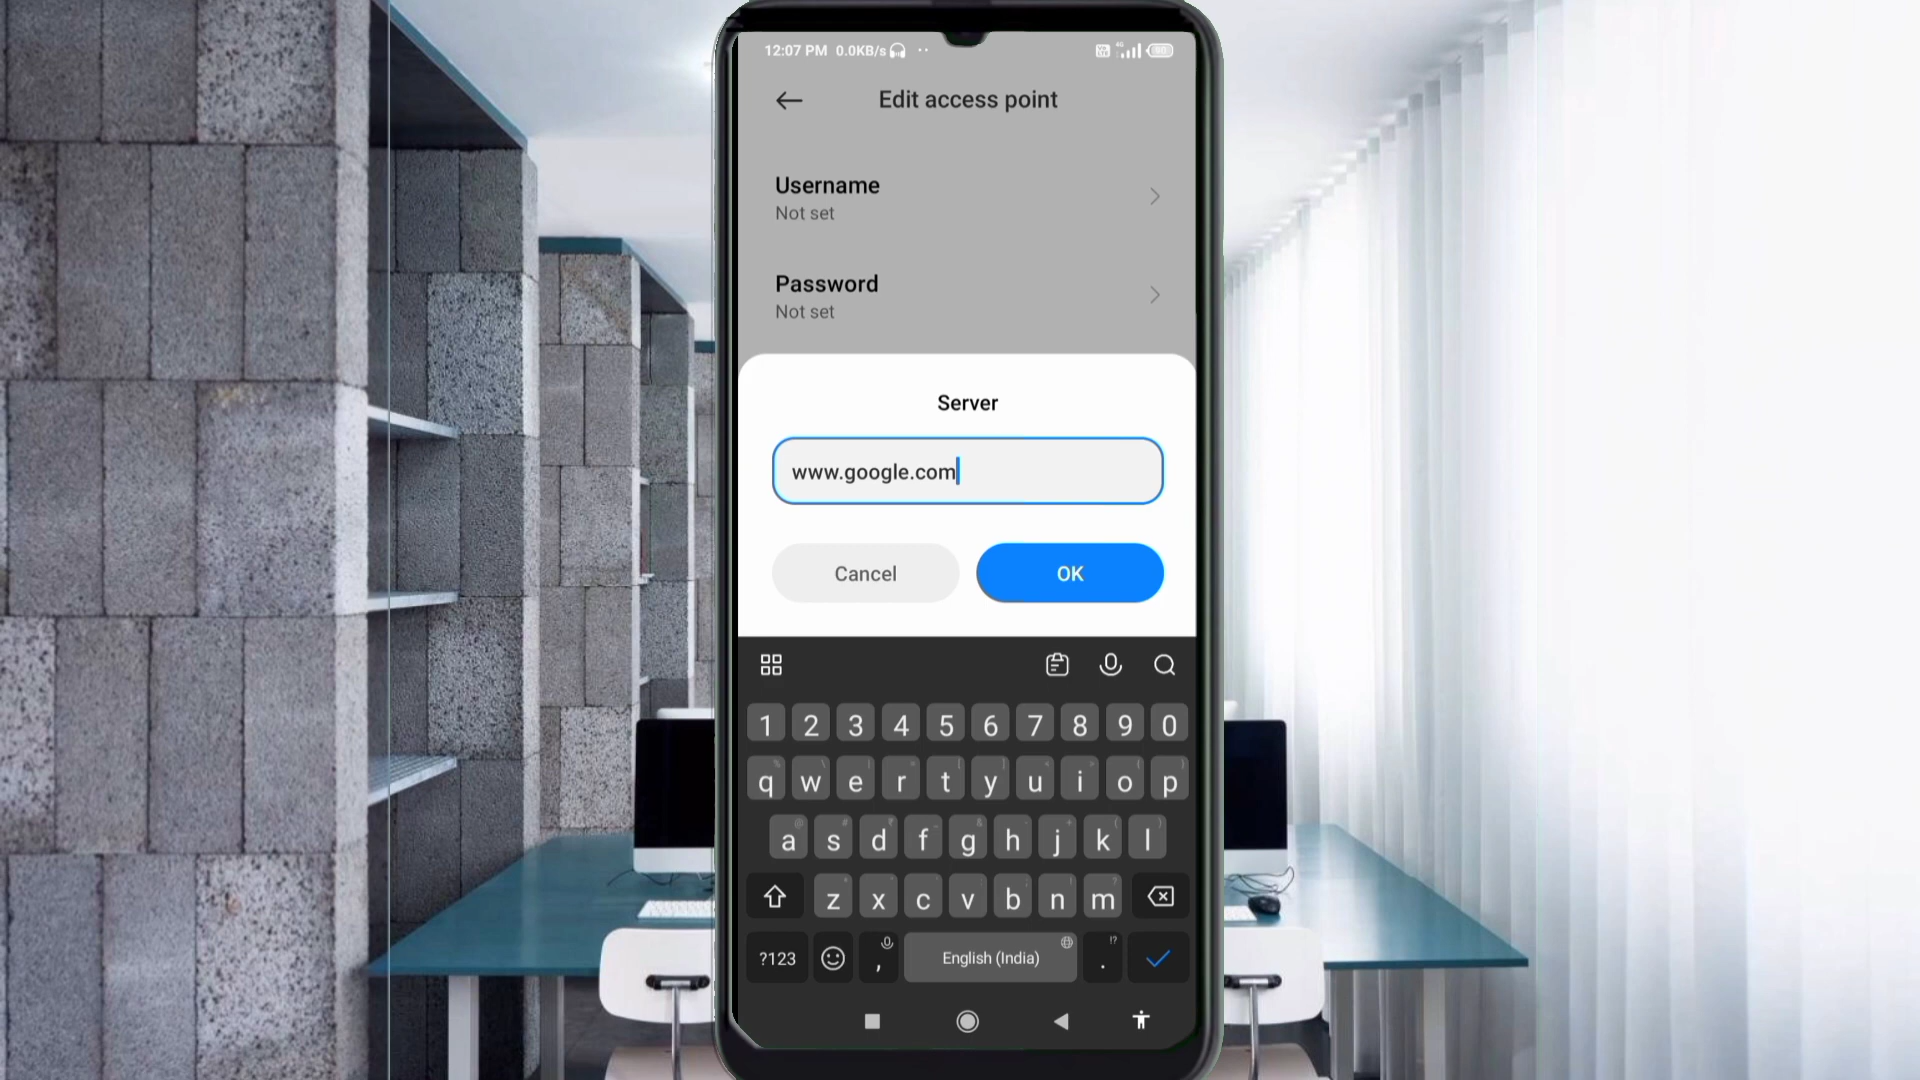 12:07 PM 0.0KB/s
Edit access point
Username
Not set
Password
Not set
Server
www.google.com
Cancel
OK
1 2 3 4 5 6 7 8 9 0
q w e r t y u i o p
a s d f g h j k l
z x c v b n m
?123 , English (India) . !?